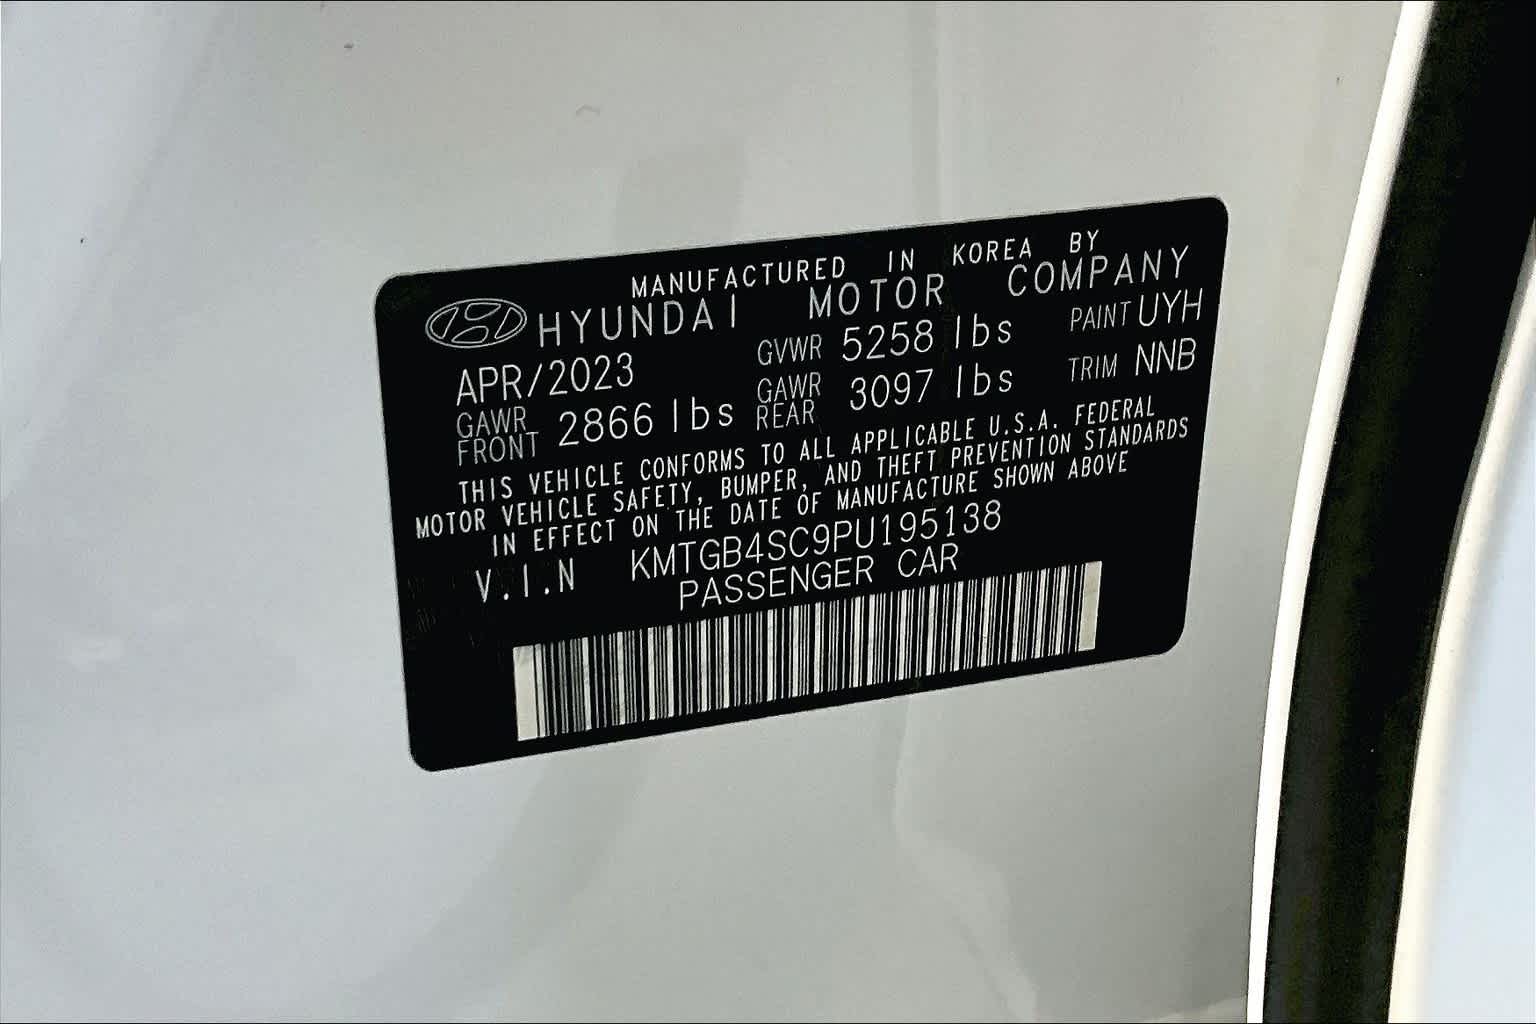 MANUFACTURED IN KOREA BY
HYUNDAI MOTOR COMPANY
APR/2023 GVWR 5258 lbs PAINT UYH
GAWR FRONT 2866 lbs GAWR REAR 3097 lbs TRIM NNB
THIS VEHICLE CONFORMS TO ALL APPLICABLE U.S.A. FEDERAL
MOTOR VEHICLE SAFETY, BUMPER, AND THEFT PREVENTION STANDARDS
IN EFFECT ON THE DATE OF MANUFACTURE SHOWN ABOVE
V.I.N KMTGB4SC9PU195138
PASSENGER CAR